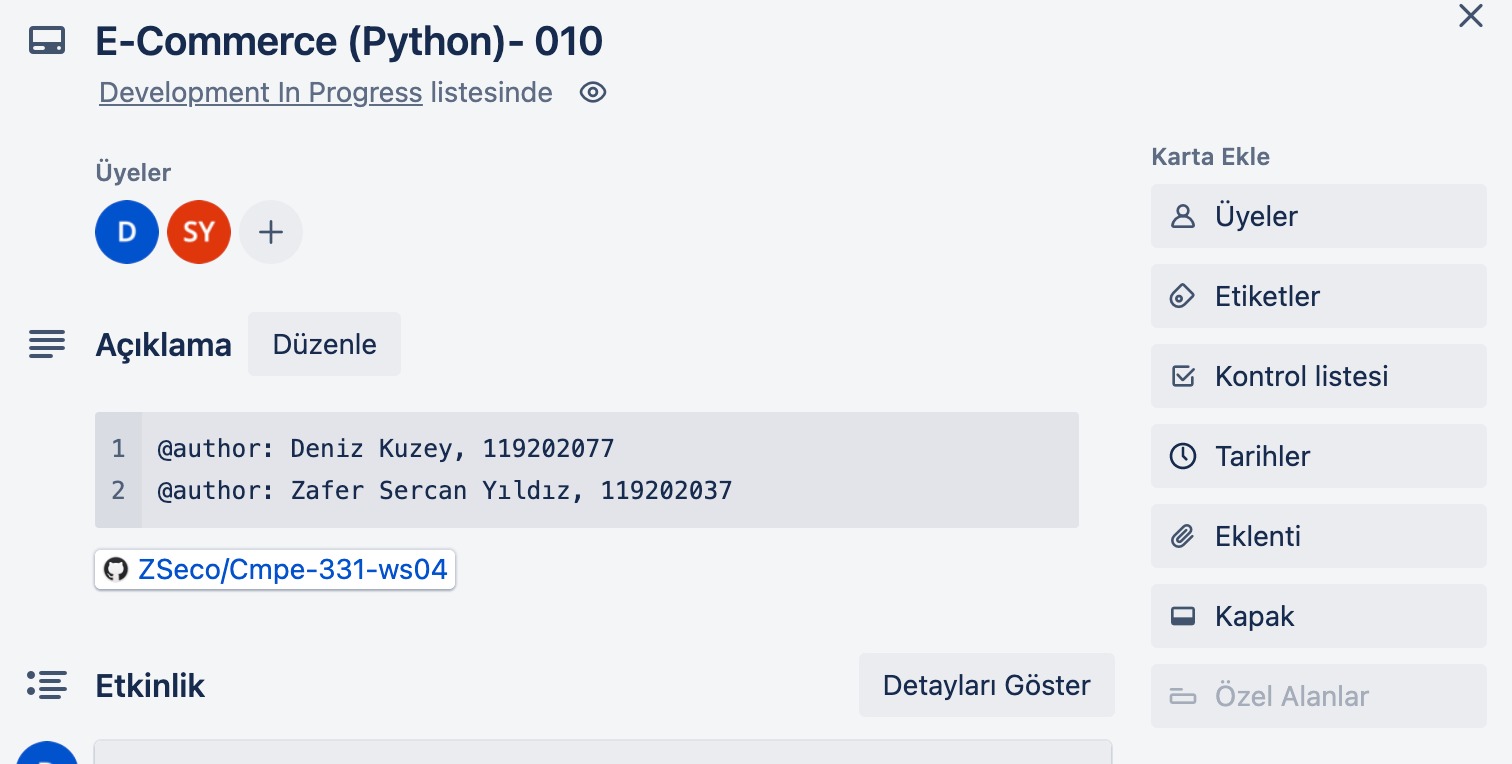 E-Commerce (Python)- 010
Development In Progress listesinde
Üyeler
D SY
Açıklama Düzenle
1 @author: Deniz Kuzey, 119202077
2 @author: Zafer Sercan Yıldız, 119202037
ZSeco/Cmpe-331-ws04
Etkinlik Detayları Göster
Karta Ekle
Üyeler
Etiketler
Kontrol listesi
Tarihler
Eklenti
Kapak
Özel Alanlar